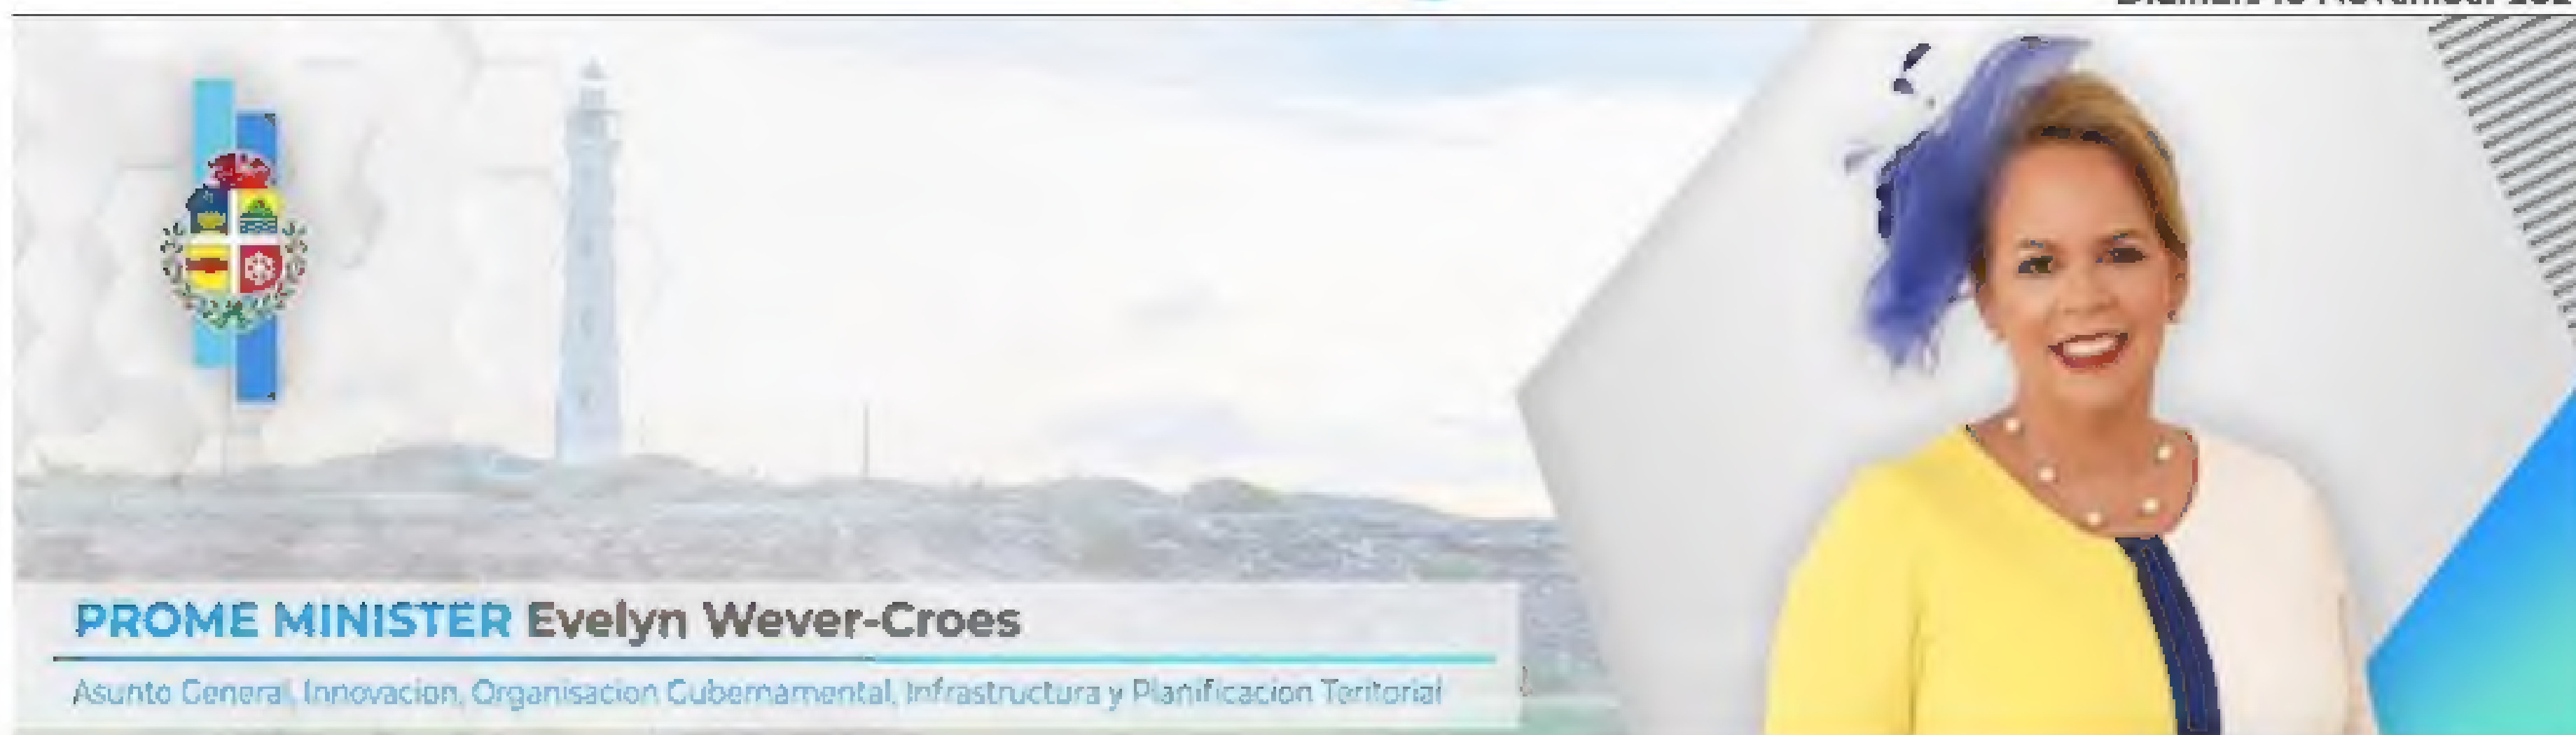 PROME MINISTER Evelyn Wever-Croes
Asunto General, Innovacion, Organisacion Gubernamental, Infrastructura y Planificacion Teritorial